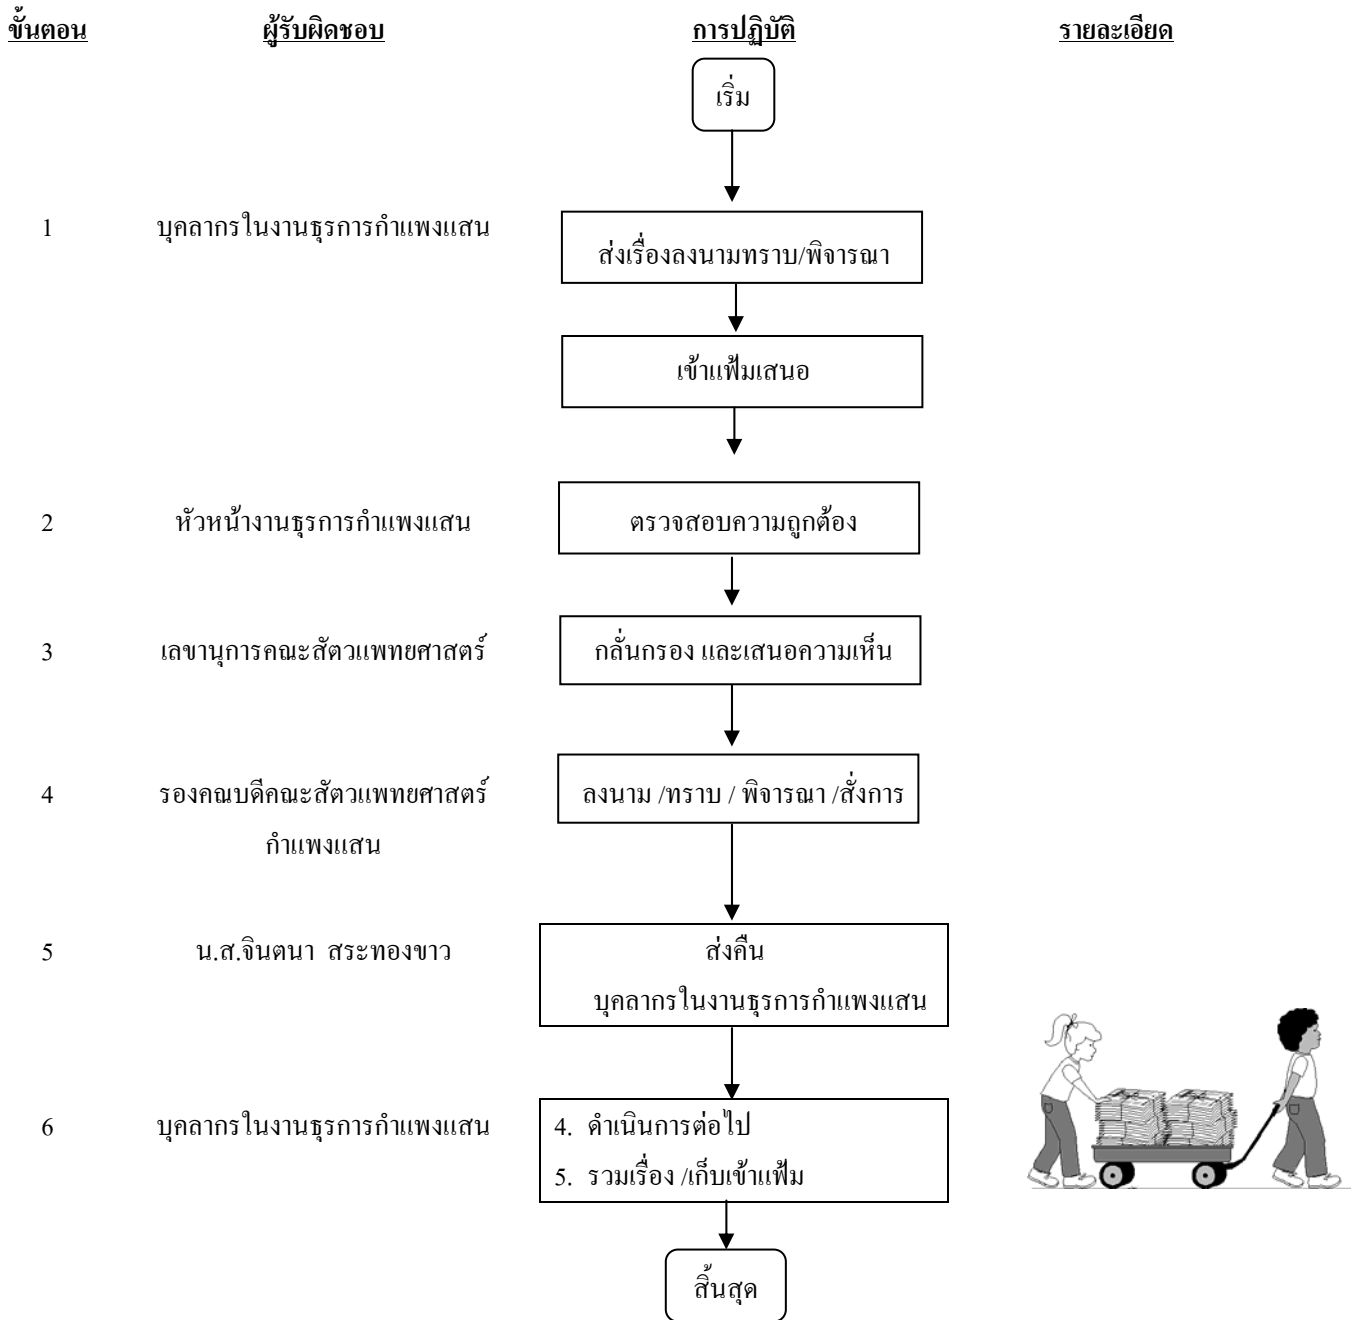 ขั้นตอน ผู้รับผิดชอบ การปฏิบัติ รายละเอียด
เริ่ม
1 บุคลากรในงานธุรการกำแพงแสน ส่งเรื่องลงนามทราบ/พิจารณา
เข้าแฟ้มเสนอ
2 หัวหน้างานธุรการกำแพงแสน ตรวจสอบความถูกต้อง
3 เลขานุการคณะสัตวแพทยศาสตร์ กลั่นกรอง และเสนอความเห็น
4 รองคณบดีคณะสัตวแพทยศาสตร์ ลงนาม /ทราบ / พิจารณา /สั่งการ
กำแพงแสน
5 น.ส.จินตนา สระทองขาว ส่งคืน
บุคลากรในงานธุรการกำแพงแสน
6 บุคลากรในงานธุรการกำแพงแสน 4. ดำเนินการต่อไป
5. รวมเรื่อง /เก็บเข้าแฟ้ม
สิ้นสุด